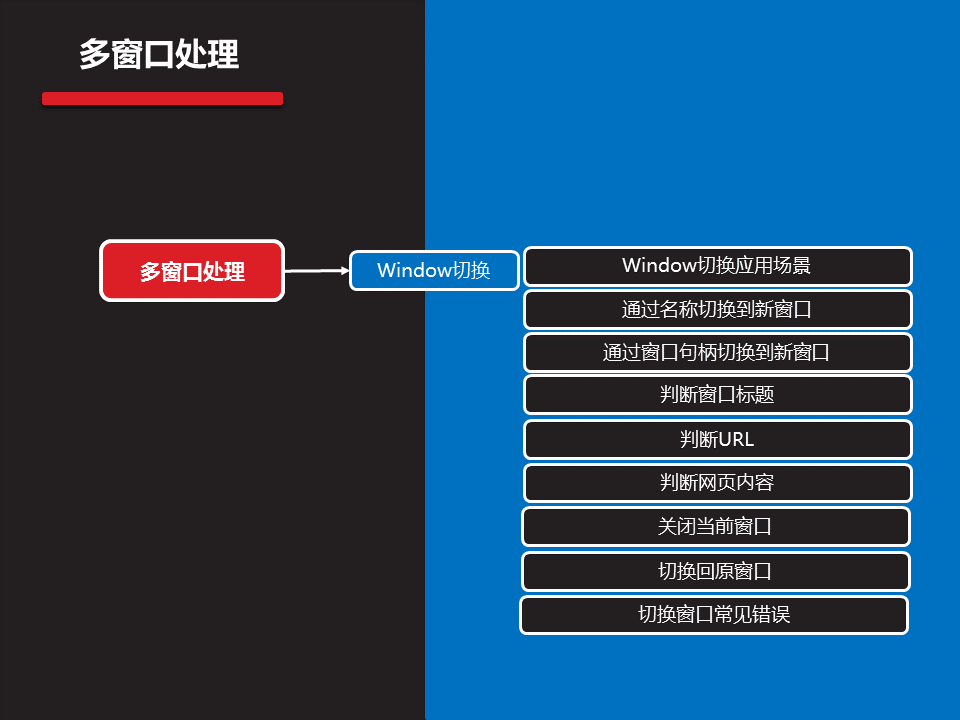 多窗口处理
多窗口处理
Window切换
Window切换应用场景
通过名称切换到新窗口
通过窗口句柄切换到新窗口
判断窗口标题
判断URL
判断网页内容
关闭当前窗口
切换回原窗口
切换窗口常见错误